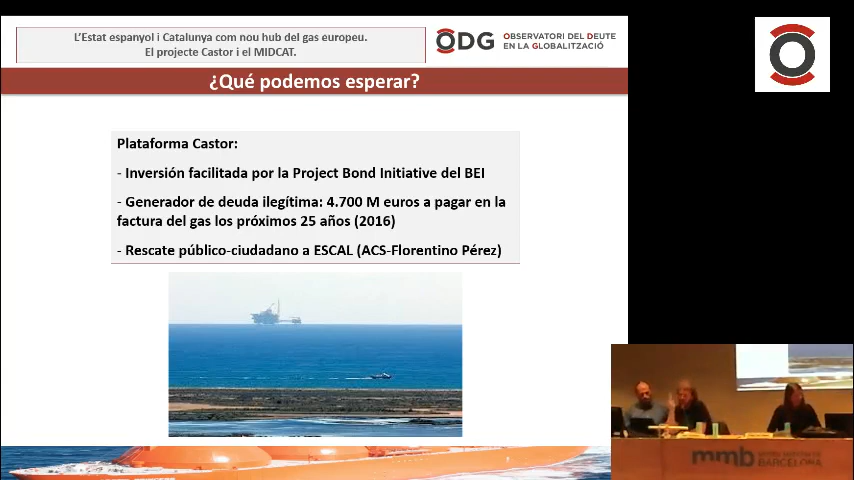 L'Estat espanyol i Catalunya com nou hub del gas europeu.
El projecte Castor i el MIDCAT.
ODG
OBSERVATORI DEL DEUTE
EN LA GLOBALITZACIÓ
¿Qué podemos esperar?
Plataforma Castor:
- Inversión facilitada por la Project Bond Initiative del BEI
- Generador de deuda ilegítima: 4.700 M euros a pagar en la
factura del gas los próximos 25 años (2016)
- Rescate público-ciudadano a ESCAL (ACS-Florentino Pérez)
mmb
BARCELONA